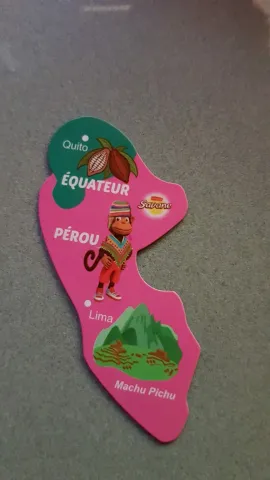 Quito
ÉQUATEUR
Savane
PÉROU
Lima
Machu Pichu